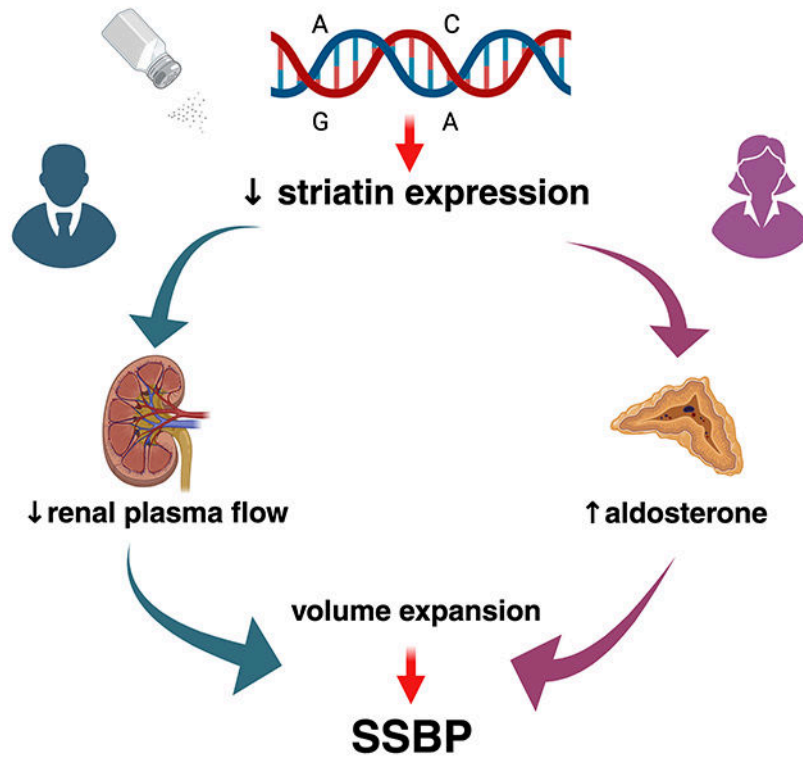 A C
G A
↓ striatin expression
↓renal plasma flow
↑aldosterone
volume expansion
SSBP